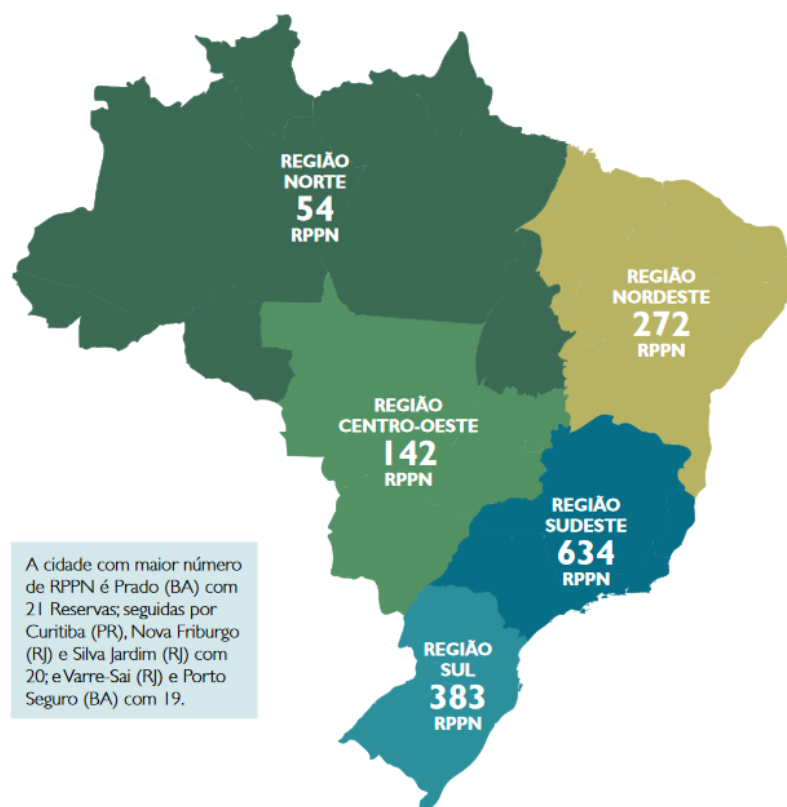 REGIÃO
NORTE
54
RPPN
REGIÃO
NORDESTE
272
RPPN
REGIÃO
CENTRO-OESTE
142
RPPN
REGIÃO
SUDESTE
634
RPPN
A cidade com maior número
de RPPN é Prado (BA) com
21 Reservas; seguidas por
Curitiba (PR), Nova Friburgo
(RJ) e Silva Jardim (RJ) com
20; e Varre-Sai (RJ) e Porto
Seguro (BA) com 19.
REGIÃO
SUL
383
RPPN